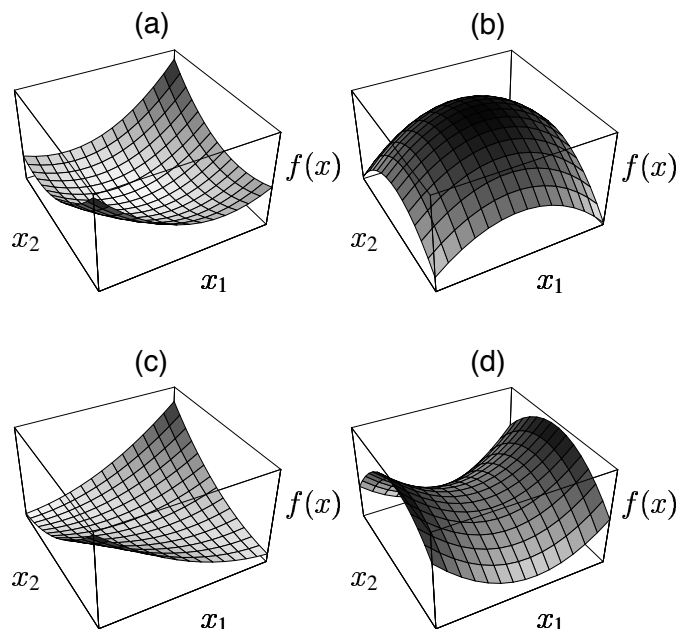 (a) (b)
f(x) f(x)
x₂ x₂
x₁ x₁
(c) (d)
f(x) f(x)
x₂ x₂
x₁ x₁